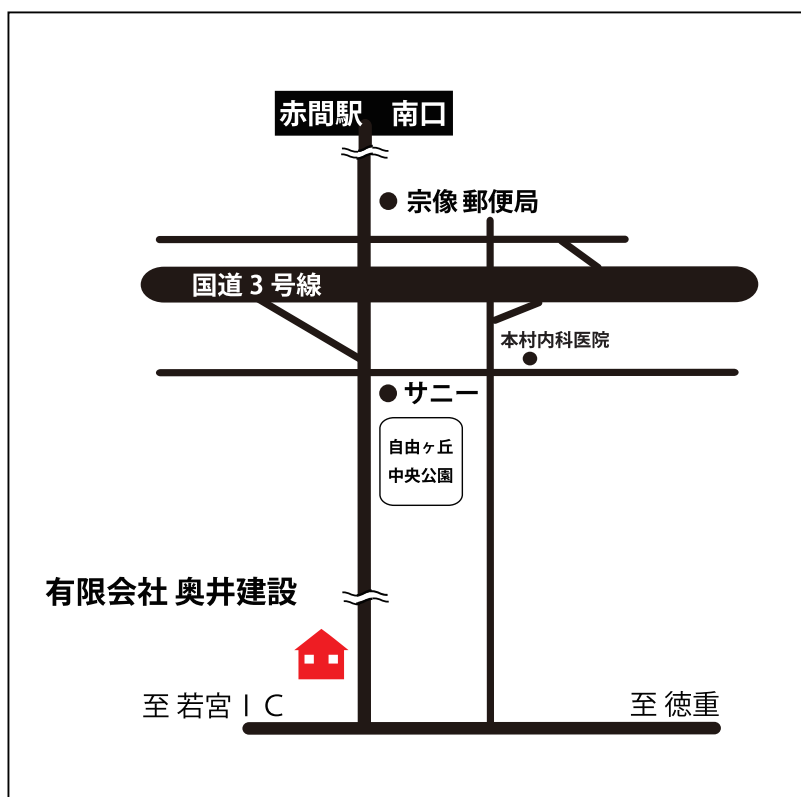 赤間駅　南口
宗像 郵便局
国道 3 号線
本村内科医院
サニー
自由ヶ丘
中央公園
有限会社 奥井建設
至 若宮ＩＣ
至 徳重